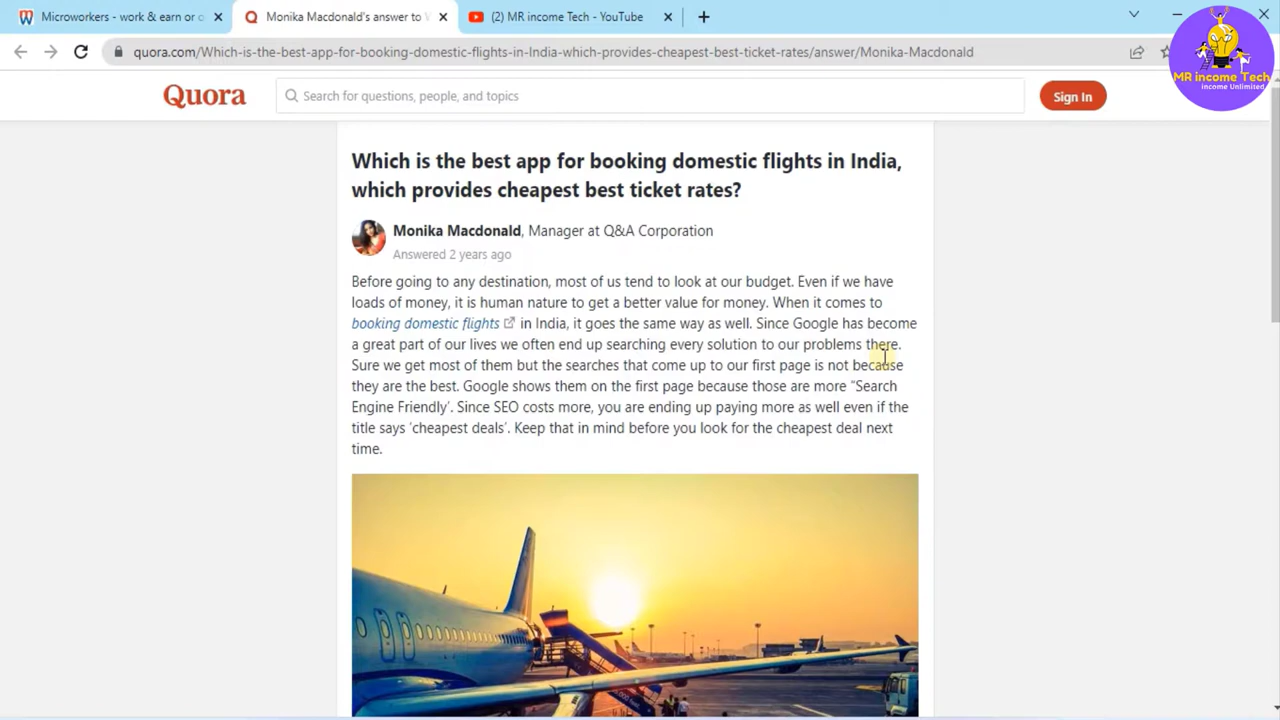 Microworkers - work & earn or c
Monika Macdonald's answer to W
(2) MR income Tech - YouTube
quora.com/Which-is-the-best-app-for-booking-domestic-flights-in-India-which-provides-cheapest-best-ticket-rates/answer/Monika-Macdonald
MR income Tech
Income Unlimited
Quora
Search for questions, people, and topics
Sign In
Which is the best app for booking domestic flights in India,
which provides cheapest best ticket rates?
Monika Macdonald, Manager at Q&A Corporation
Answered 2 years ago
Before going to any destination, most of us tend to look at our budget. Even if we have
loads of money, it is human nature to get a better value for money. When it comes to
booking domestic flights in India, it goes the same way as well. Since Google has become
a great part of our lives we often end up searching every solution to our problems there.
Sure we get most of them but the searches that come up to our first page is not because
they are the best. Google shows them on the first page because those are more “Search
Engine Friendly’. Since SEO costs more, you are ending up paying more as well even if the
title says ‘cheapest deals’. Keep that in mind before you look for the cheapest deal next
time.